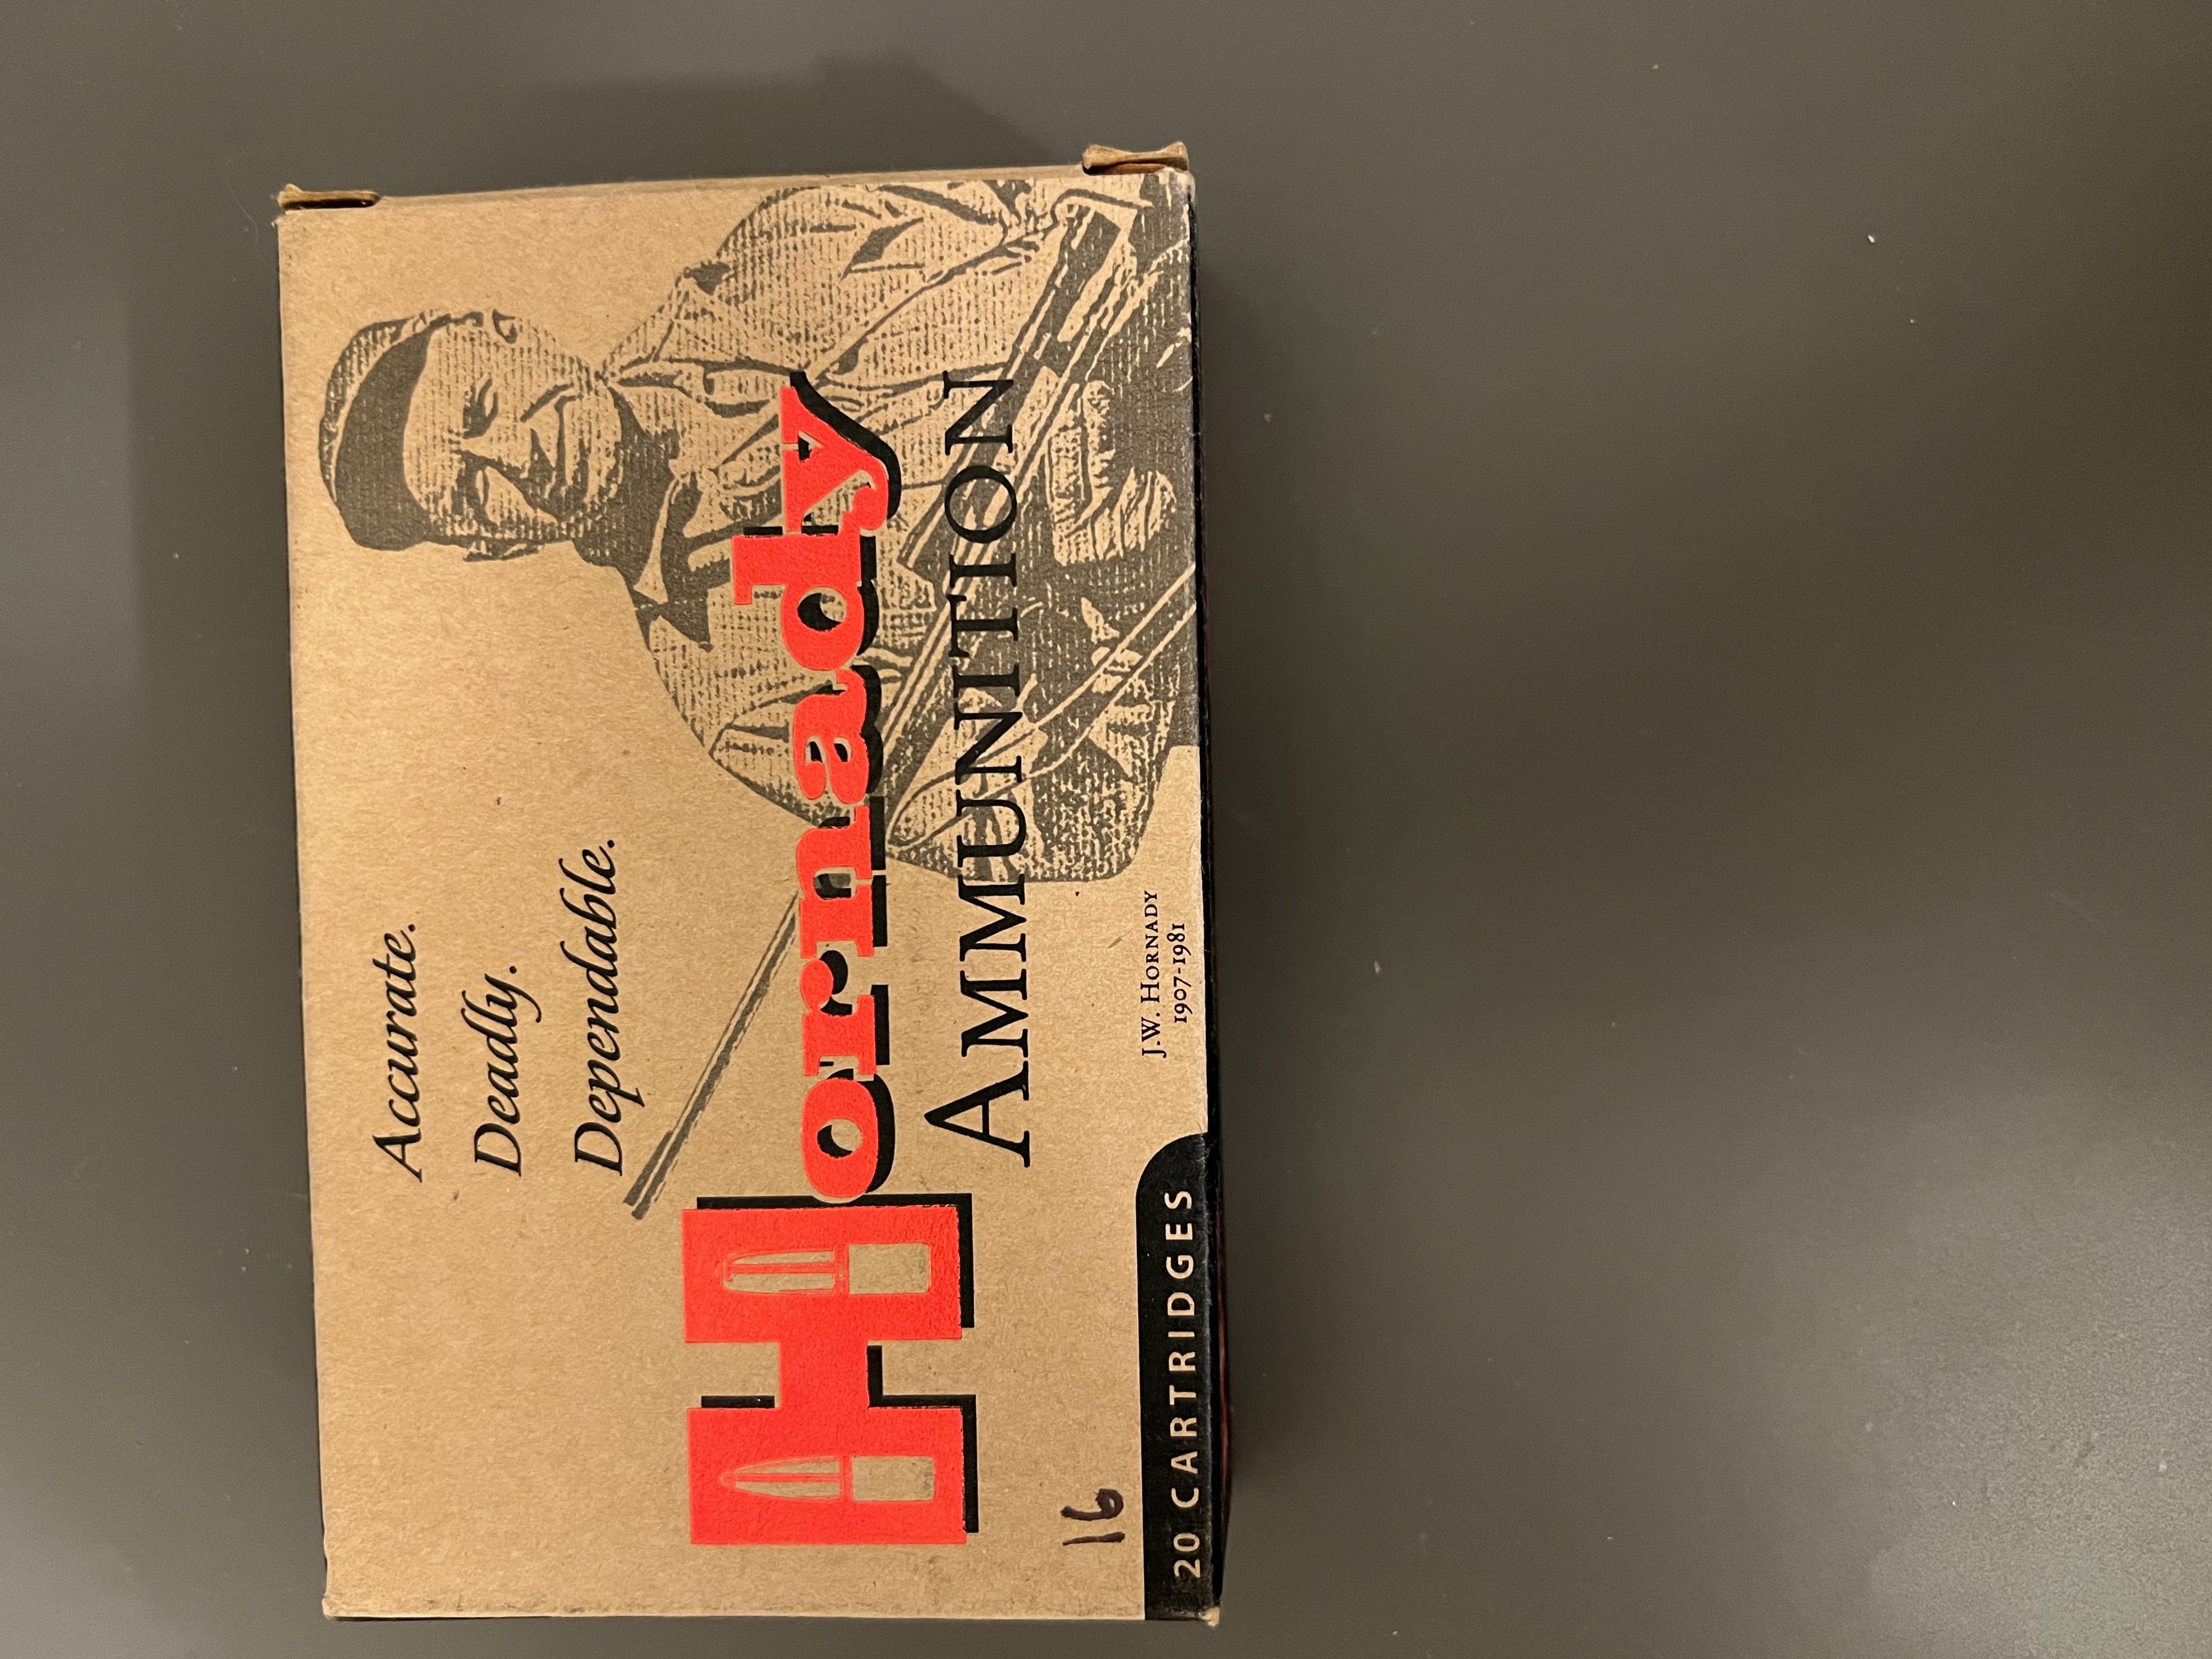 Accurate.
Deadly.
Dependable.
Hornady
AMMUNITION
J.W. HORNADY
1907-1981
16
20 CARTRIDGES